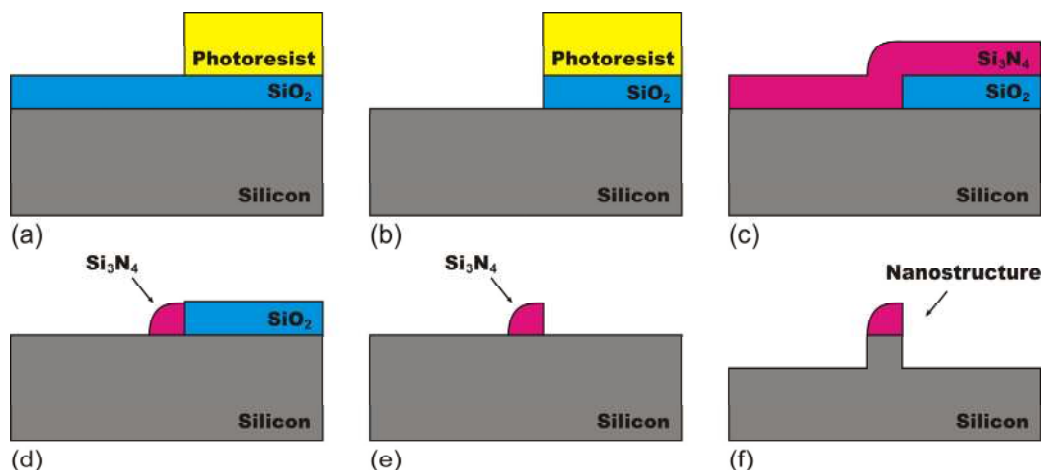 Photoresist
SiO₂
Silicon
(a)
Photoresist
SiO₂
Silicon
(b)
Si₃N₄
SiO₂
Silicon
(c)
Si₃N₄
SiO₂
Silicon
(d)
Si₃N₄
Silicon
(e)
Nanostructure
Silicon
(f)